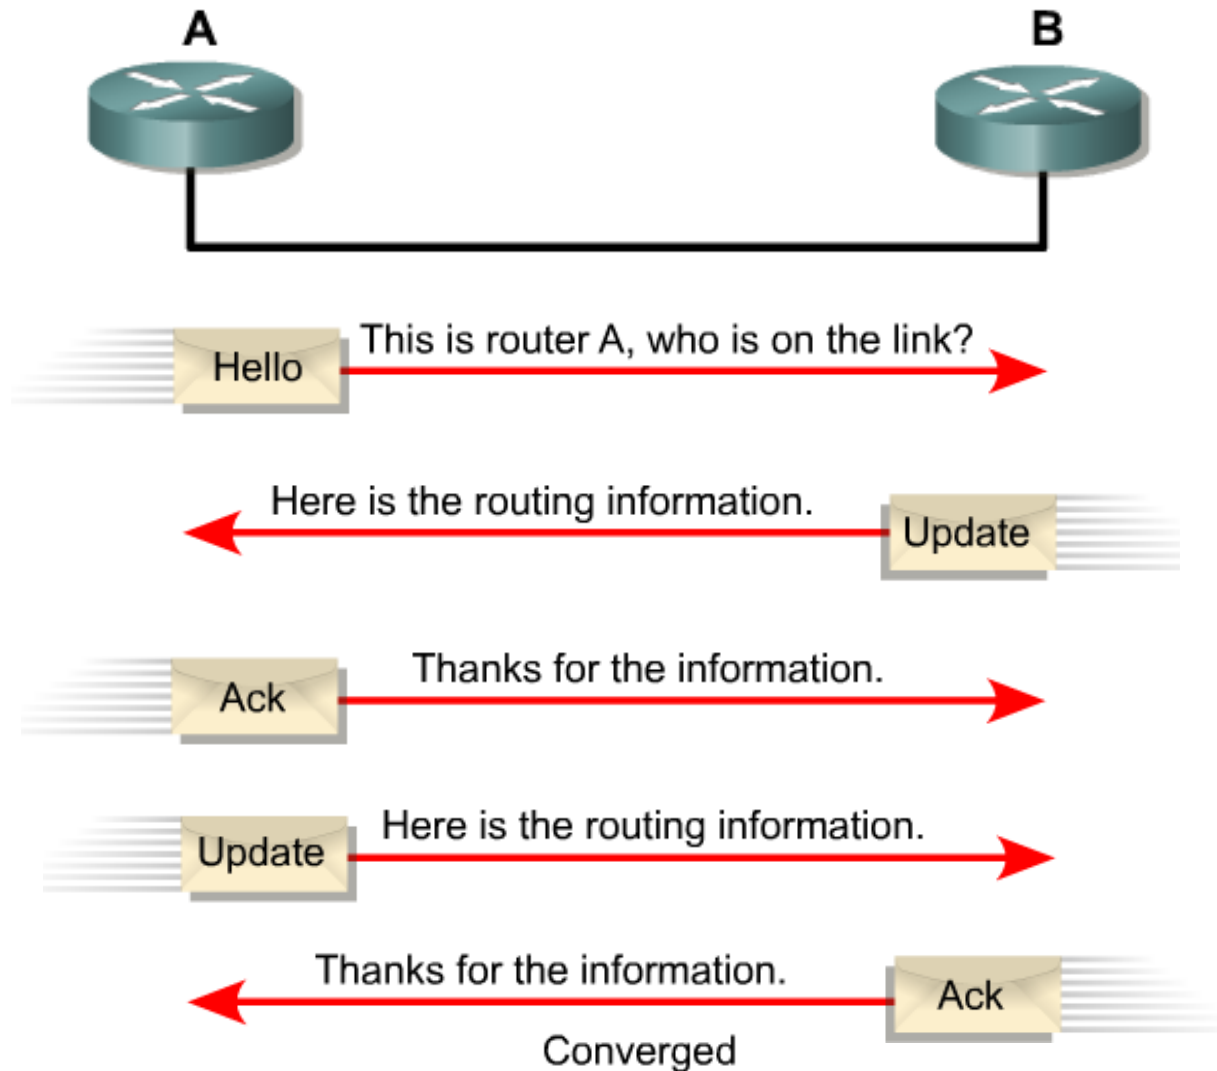 A
B
This is router A, who is on the link?
Hello
Here is the routing information.
Update
Thanks for the information.
Ack
Here is the routing information.
Update
Thanks for the information.
Ack
Converged